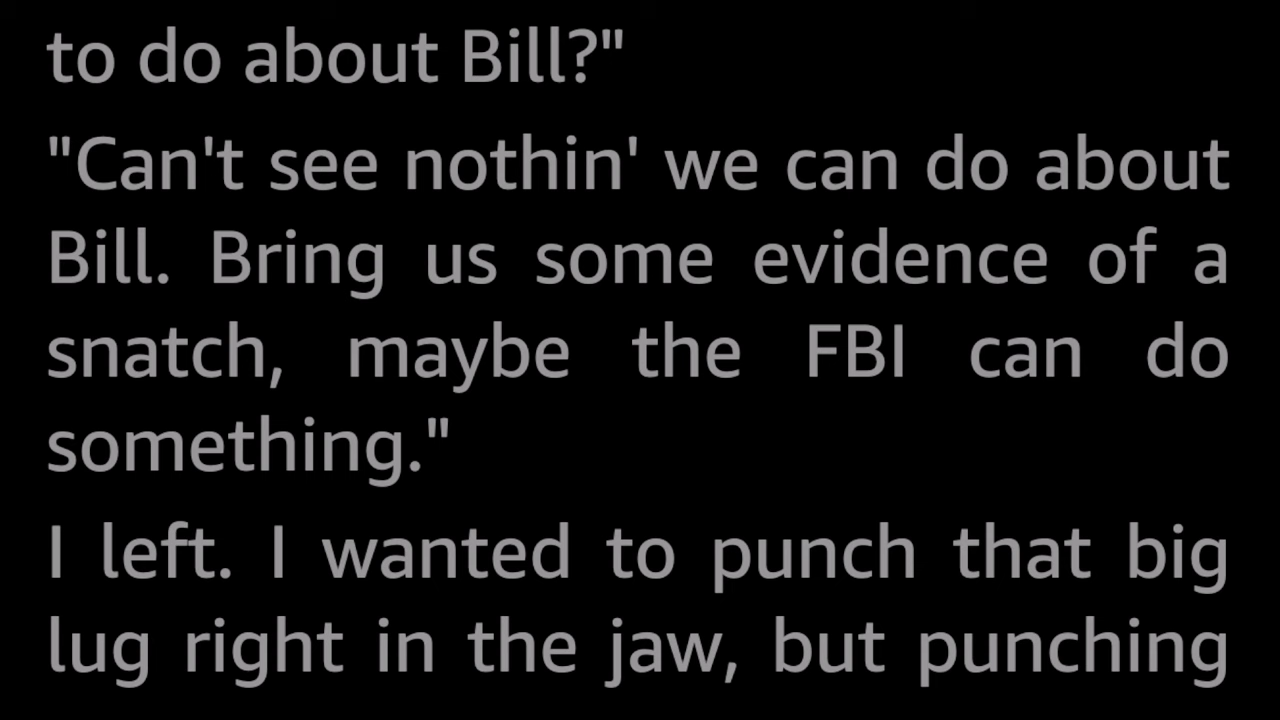 to do about Bill?"
"Can't see nothin' we can do about
Bill. Bring us some evidence of a
snatch, maybe the FBI can do
something."
I left. I wanted to punch that big
lug right in the jaw, but punching